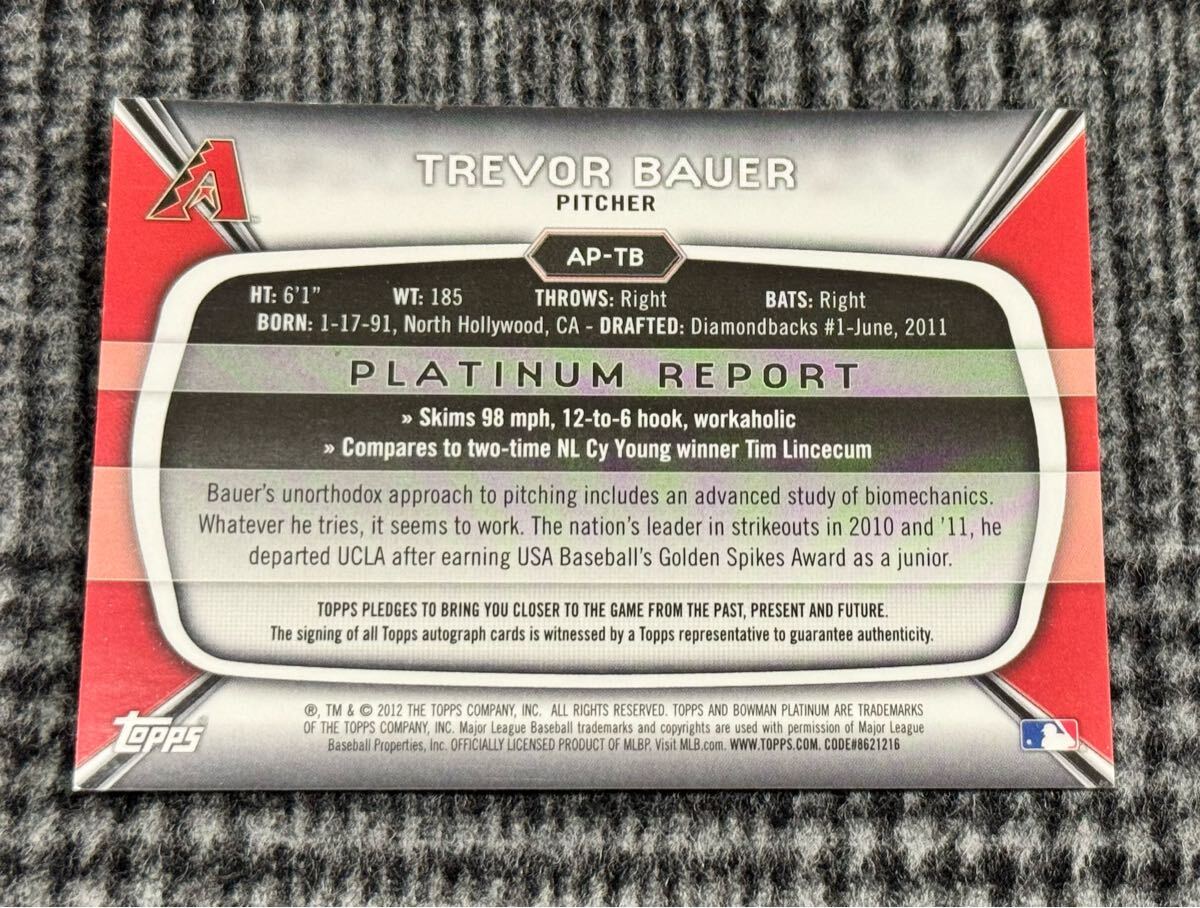 TREVOR BAUER
PITCHER
AP-TB
HT: 6'1" WT: 185 THROWS: Right BATS: Right
BORN: 1-17-91, North Hollywood, CA - DRAFTED: Diamondbacks #1-June, 2011
PLATINUM REPORT
» Skims 98 mph, 12-to-6 hook, workaholic
» Compares to two-time NL Cy Young winner Tim Lincecum
Bauer's unorthodox approach to pitching includes an advanced study of biomechanics.
Whatever he tries, it seems to work. The nation's leader in strikeouts in 2010 and '11, he
departed UCLA after earning USA Baseball's Golden Spikes Award as a junior.
TOPPS PLEDGES TO BRING YOU CLOSER TO THE GAME FROM THE PAST, PRESENT AND FUTURE.
The signing of all Topps autograph cards is witnessed by a Topps representative to guarantee authenticity.
®, TM & © 2012 THE TOPPS COMPANY, INC. ALL RIGHTS RESERVED. TOPPS AND BOWMAN PLATINUM ARE TRADEMARKS
OF THE TOPPS COMPANY, INC. Major League Baseball trademarks and copyrights are used with permission of Major League
Baseball Properties, Inc. OFFICIALLY LICENSED PRODUCT OF MLBP. Visit MLB.com. WWW.TOPPS.COM. CODE#8621216
TOPPS